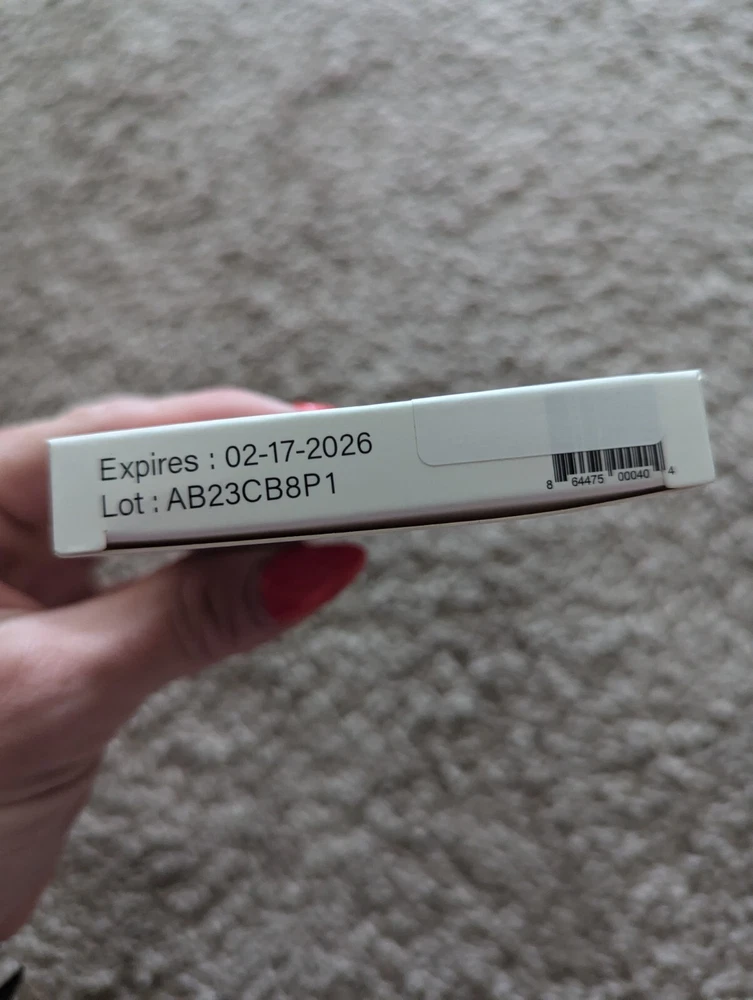 Expires : 02-17-2026
Lot : AB23CB8P1
8 64475 00040 4